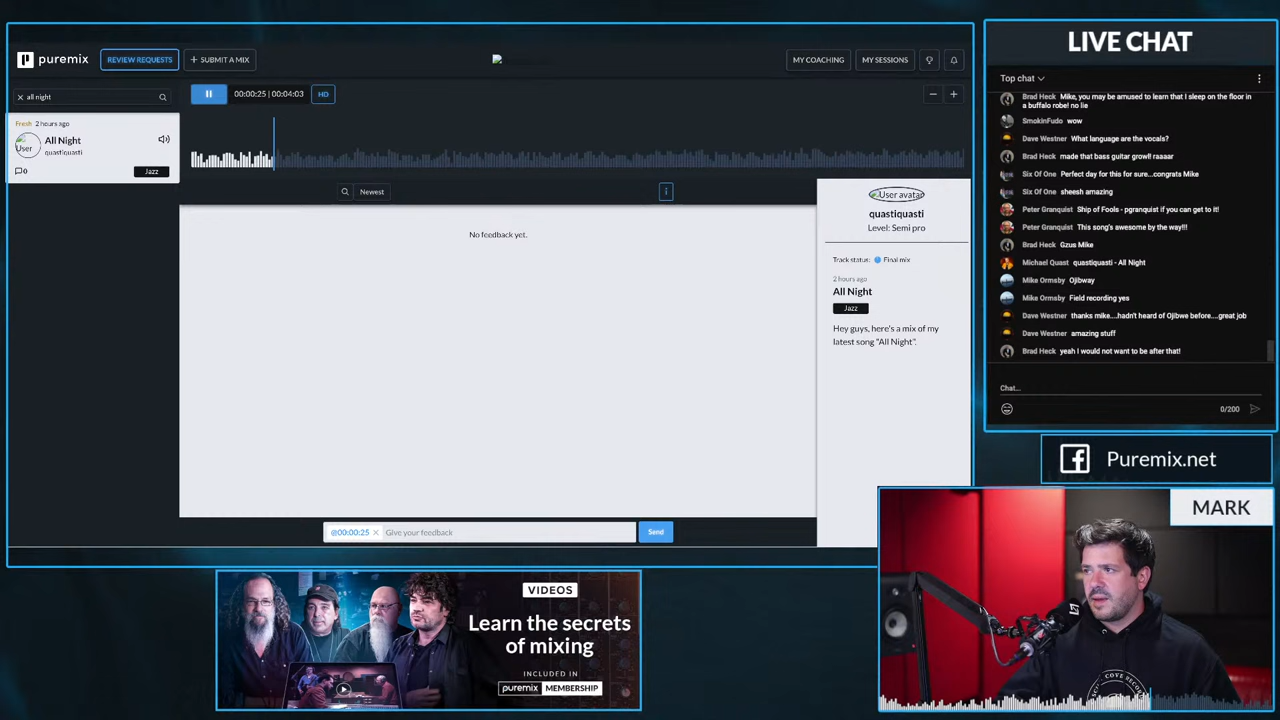 puremix
REVIEW REQUESTS
+ SUBMIT A MIX
MY COACHING
MY SESSIONS
all night
00:00:25 | 00:04:03
HD
Fresh 2 hours ago
User
All Night
quastiquasti
0
Jazz
Newest
i
No feedback yet.
@00:00:25 × Give your feedback
Send
User avatar
quastiquasti
Level: Semi pro
Track status: Final mix
2 hours ago
All Night
Jazz
Hey guys, here's a mix of my
latest song "All Night".
LIVE CHAT
Top chat
Brad Heck Mike, you may be amused to learn that I sleep on the floor in
a buffalo robe! no lie
SmokinFudo wow
Dave Westner What language are the vocals?
Brad Heck made that bass guitar growl! raaaar
Six Of One Perfect day for this for sure...congrats Mike
Six Of One sheesh amazing
Peter Granquist Ship of Fools - pgranquist if you can get to it!
Peter Granquist This song's awesome by the way!!!
Brad Heck Gzus Mike
Michael Quast quastiquasti - All Night
Mike Ormsby Ojibway
Mike Ormsby Field recording yes
Dave Westner thanks mike....hadn't heard of Ojibwe before....great job
Dave Westner amazing stuff
Brad Heck yeah I would not want to be after that!
Chat...
0/200
Puremix.net
MARK
VIDEOS
Learn the secrets
of mixing
INCLUDED IN
puremix MEMBERSHIP